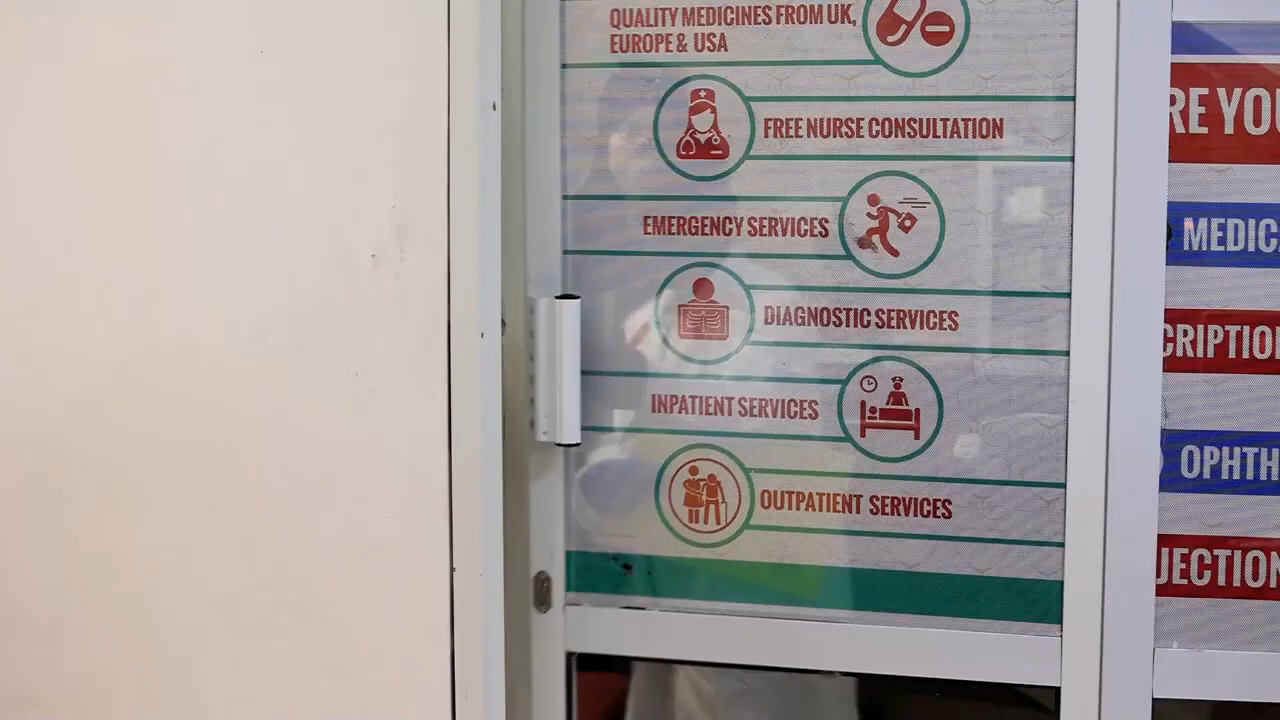 QUALITY MEDICINES FROM UK,
EUROPE & USA
FREE NURSE CONSULTATION
EMERGENCY SERVICES
DIAGNOSTIC SERVICES
INPATIENT SERVICES
OUTPATIENT SERVICES
RE YO
MEDIC
CRIPTIO
OPHTH
JECTION